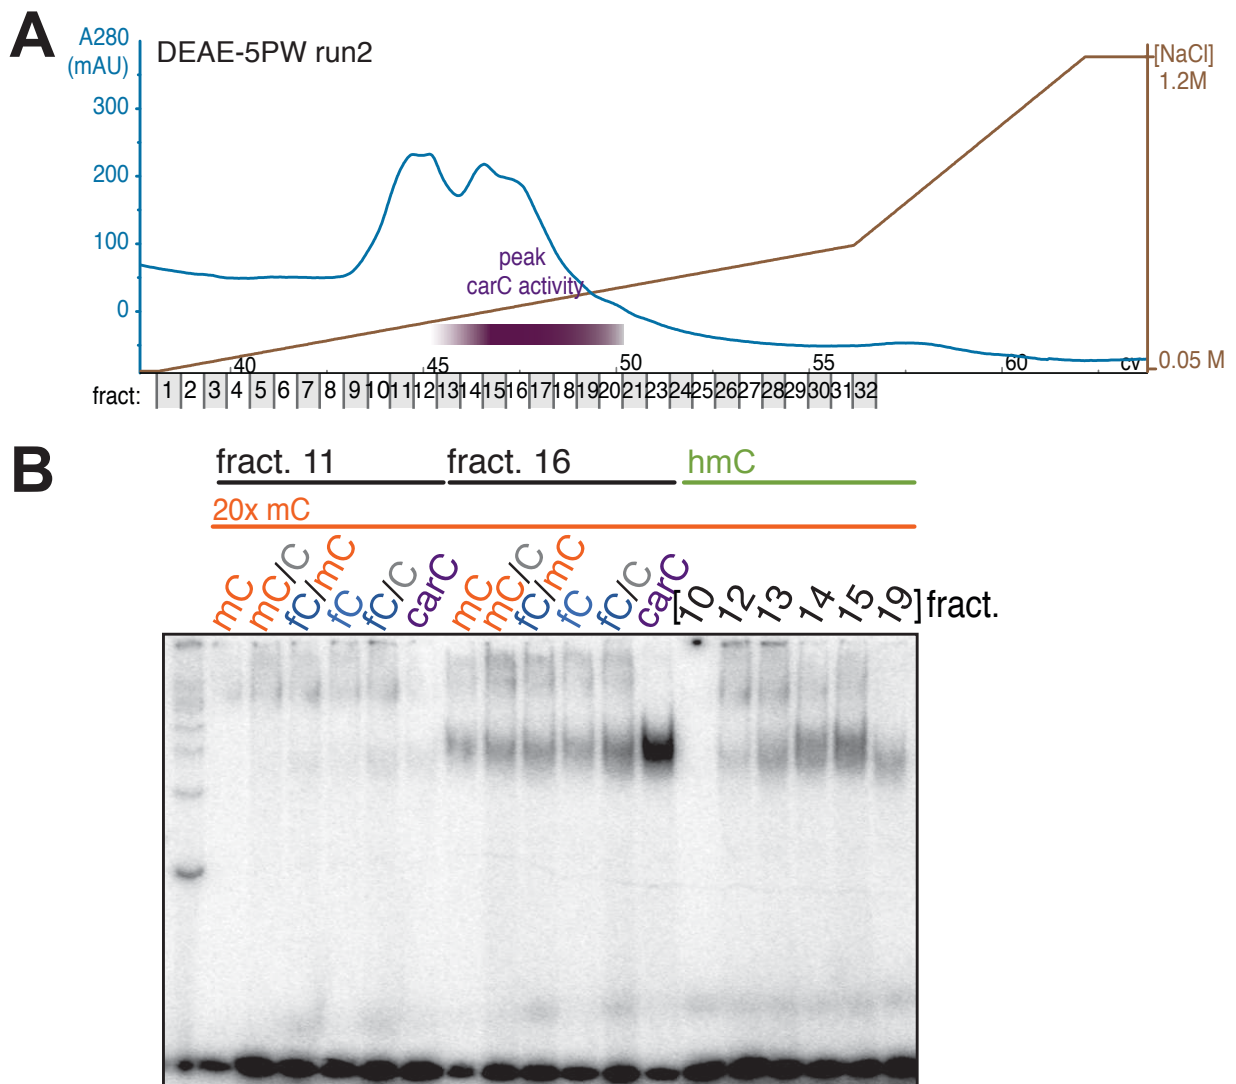 A
A280
(mAU)
DEAE-5PW run2
[NaCl]
1.2M
300
200
100
0
peak
carC activity
0.05 M
40 45 50 55 60 cv
fract: 1 2 3 4 5 6 7 8 9 10 11 12 13 14 15 16 17 18 19 20 21 23 24 25 26 27 28 29 30 31 32
B
fract. 11 fract. 16 hmC
20x mC
mC mC/C fC/mC fC fC/C carC mC mC/C fC/mC fC fC/C carC [10 12 13 14 15 19] fract.